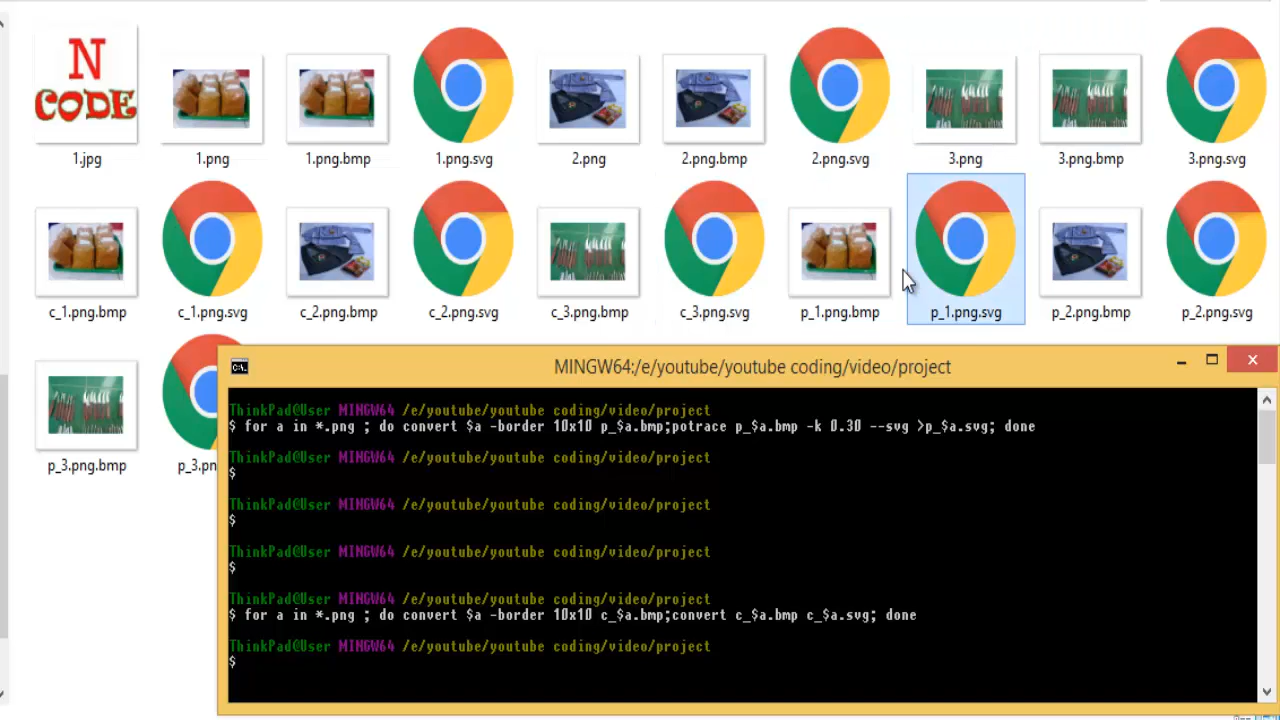 N
CODE
1.jpg
1.png
1.png.bmp
1.png.svg
2.png
2.png.bmp
2.png.svg
3.png
3.png.bmp
3.png.svg
c_1.png.bmp
c_1.png.svg
c_2.png.bmp
c_2.png.svg
c_3.png.bmp
c_3.png.svg
p_1.png.bmp
p_1.png.svg
p_2.png.bmp
p_2.png.svg
p_3.png.bmp
p_3.pn
MINGW64:/e/youtube/youtube coding/video/project
ThinkPad@User MINGW64 /e/youtube/youtube coding/video/project
$ for a in *.png ; do convert $a -border 10x10 p_$a.bmp;potrace p_$a.bmp -k 0.30 --svg >p_$a.svg; done
ThinkPad@User MINGW64 /e/youtube/youtube coding/video/project
$
ThinkPad@User MINGW64 /e/youtube/youtube coding/video/project
$
ThinkPad@User MINGW64 /e/youtube/youtube coding/video/project
$
ThinkPad@User MINGW64 /e/youtube/youtube coding/video/project
$ for a in *.png ; do convert $a -border 10x10 c_$a.bmp;convert c_$a.bmp c_$a.svg; done
ThinkPad@User MINGW64 /e/youtube/youtube coding/video/project
$